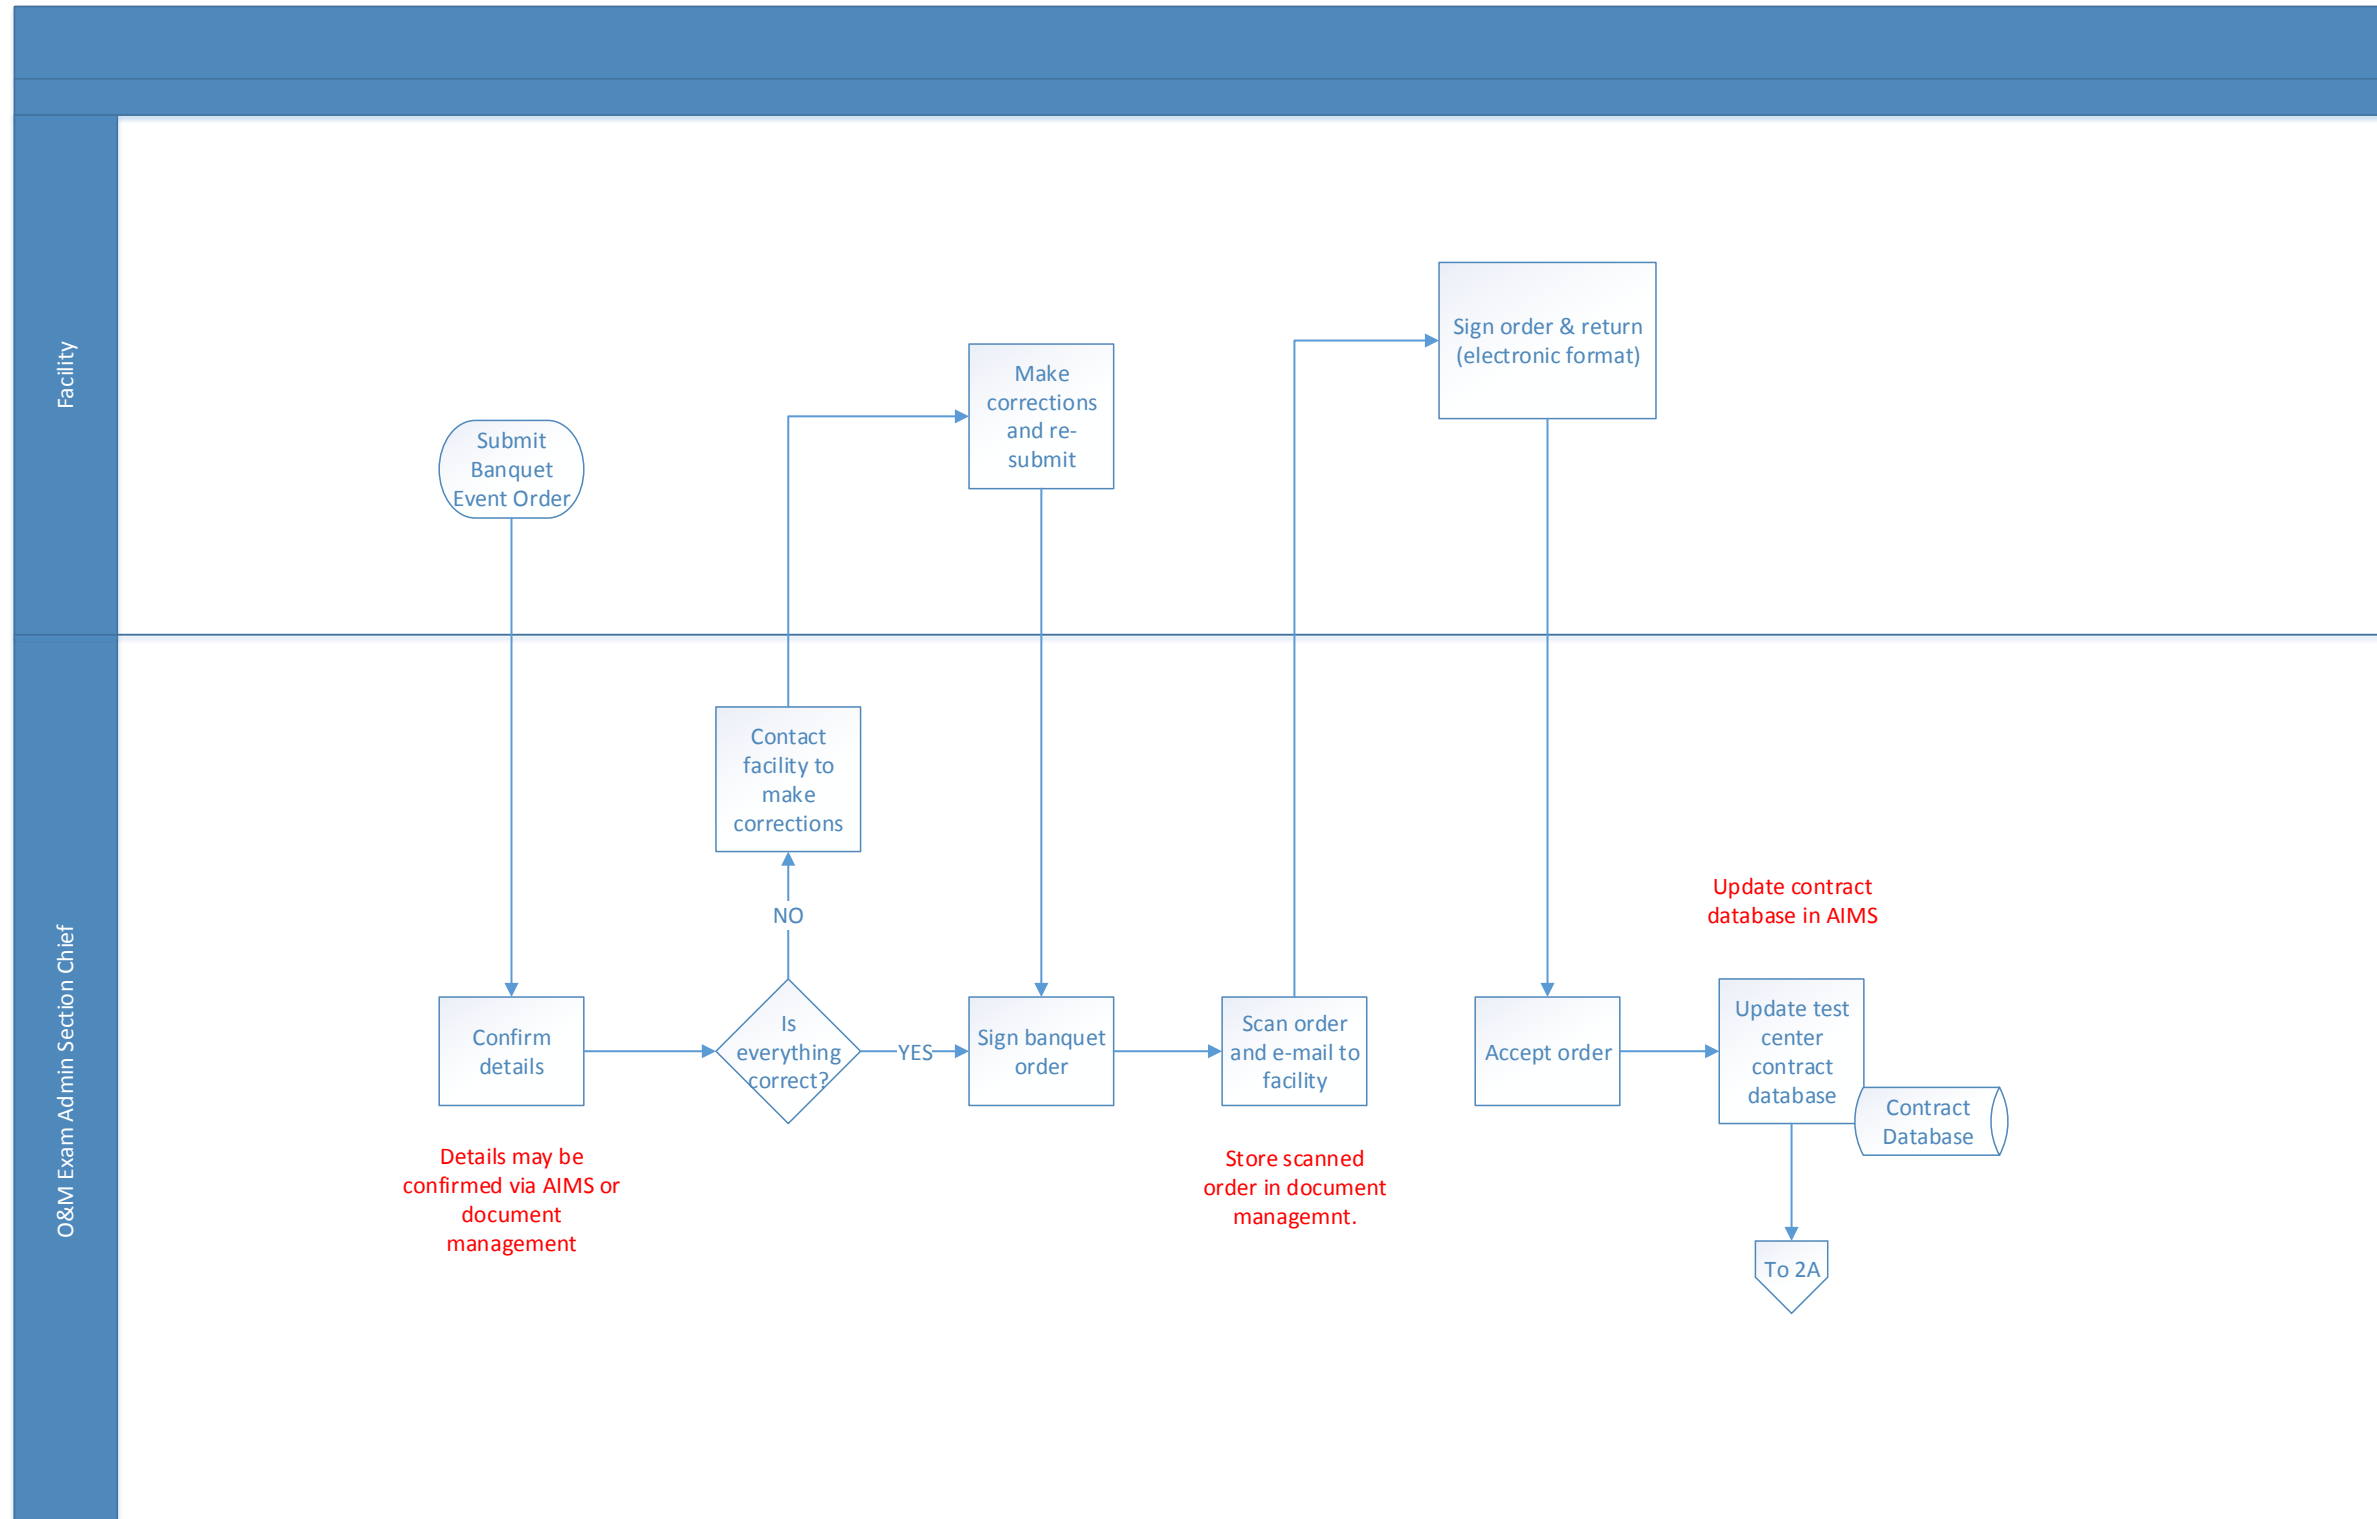 Facility
Submit
Banquet
Event Order
Make
corrections
and re-
submit
Sign order & return
(electronic format)
O&M Exam Admin Section Chief
Confirm
details
Details may be
confirmed via AIMS or
document
management
Is
everything
correct?
NO
Contact
facility to
make
corrections
YES
Sign banquet
order
Scan order
and e-mail to
facility
Store scanned
order in document
managemnt.
Accept order
Update contract
database in AIMS
Update test
center
contract
database
Contract
Database
To 2A